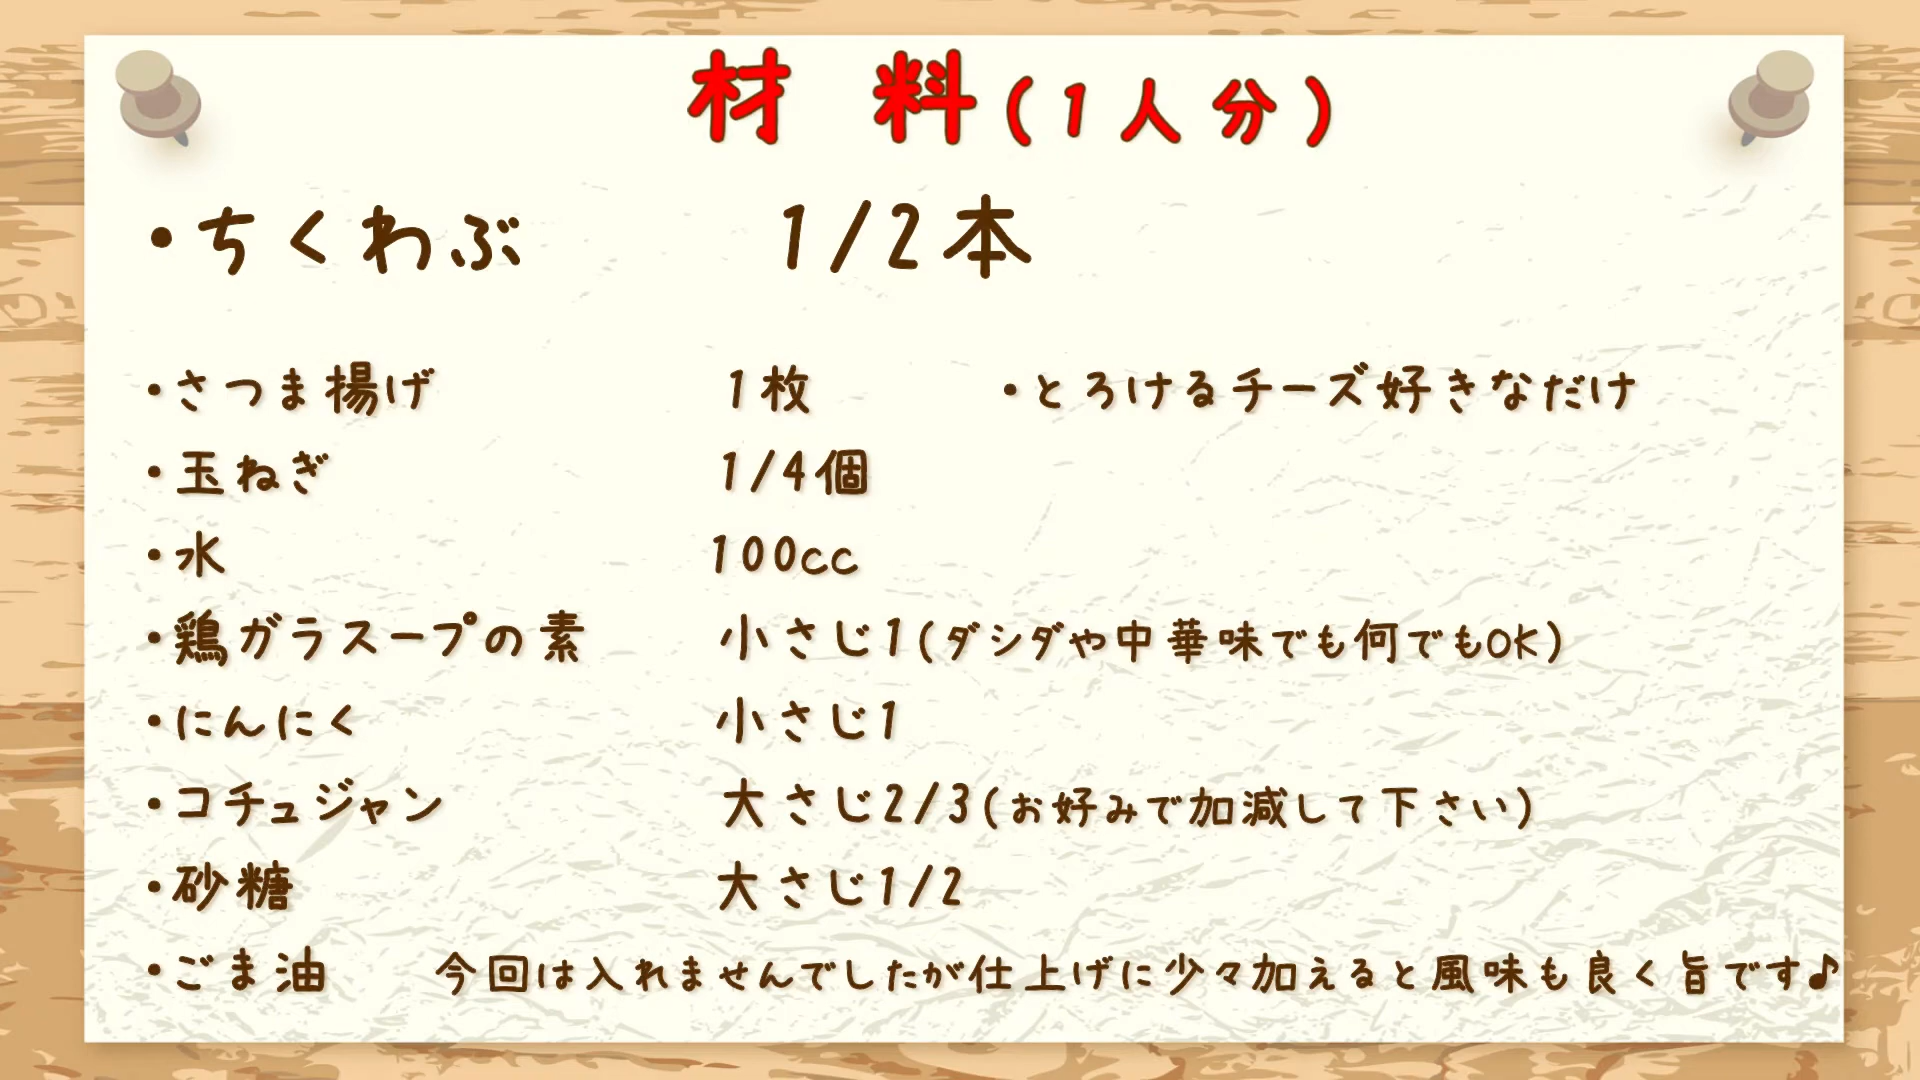 材 料(1人分)
・ちくわぶ 1/2本
・さつま揚げ 1枚 ・とろけるチーズ好きなだけ
・玉ねぎ 1/4個
・水 100cc
・鶏ガラスープの素 小さじ1(ダシダや中華味でも何でもOK)
・にんにく 小さじ1
・コチュジャン 大さじ2/3(お好みで加減して下さい)
・砂糖 大さじ1/2
・ごま油 今回は入れませんでしたが仕上げに少々加えると風味も良く旨です♪